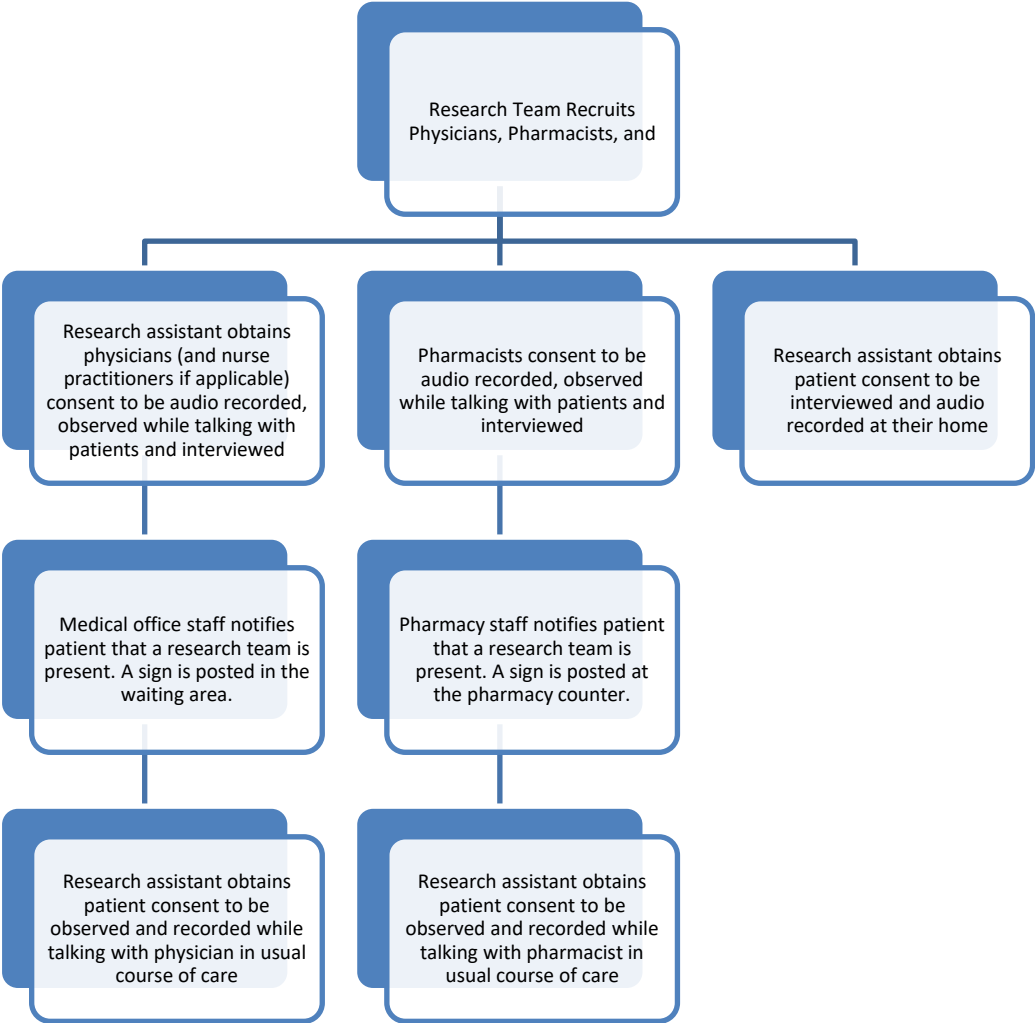 Research Team Recruits
Physicians, Pharmacists, and
Research assistant obtains
physicians (and nurse
practitioners if applicable)
consent to be audio recorded,
observed while talking with
patients and interviewed
Pharmacists consent to be
audio recorded, observed
while talking with patients and
interviewed
Research assistant obtains
patient consent to be
interviewed and audio
recorded at their home
Medical office staff notifies
patient that a research team is
present. A sign is posted in the
waiting area.
Pharmacy staff notifies patient
that a research team is
present. A sign is posted at
the pharmacy counter.
Research assistant obtains
patient consent to be
observed and recorded while
talking with physician in usual
course of care
Research assistant obtains
patient consent to be
observed and recorded while
talking with pharmacist in
usual course of care